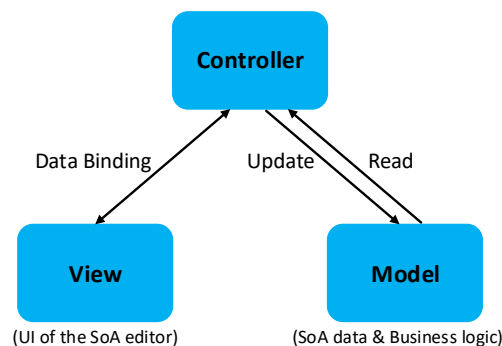 Controller
Data Binding
Update
Read
View
Model
(UI of the SoA editor)
(SoA data & Business logic)